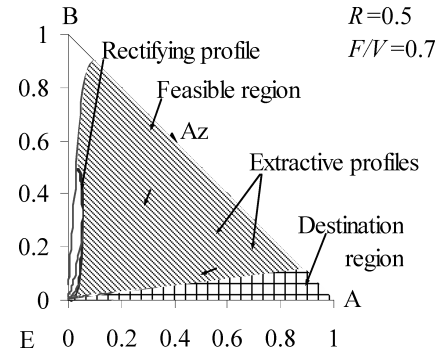 B
R=0.5
F/V=0.7
1
Rectifying profile
0.8
Feasible region
0.6
Az
Extractive profiles
0.4
Destination
region
0.2
0
A
E
0 0.2 0.4 0.6 0.8 1